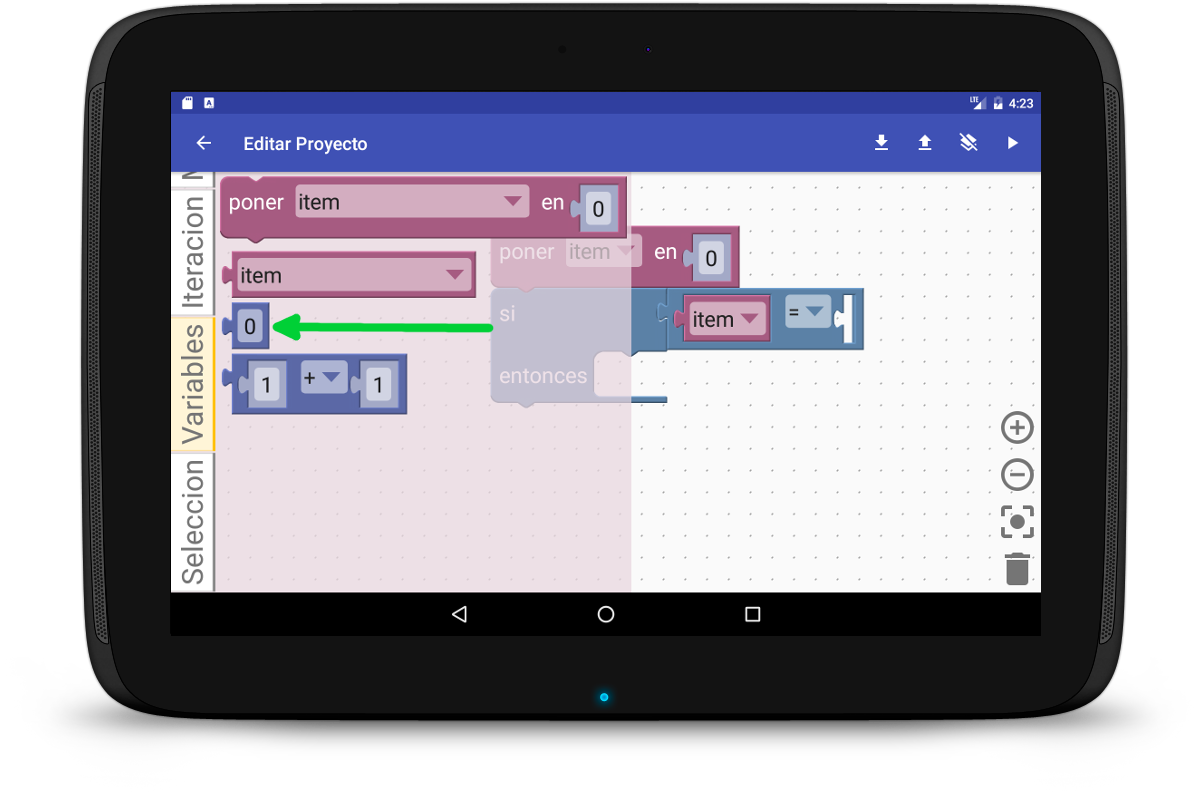 LTE 4:23
A
Editar Proyecto
Iteracion
Variables
Seleccion
poner item en 0
item
0
1 + 1
poner item en 0
si item =
entonces